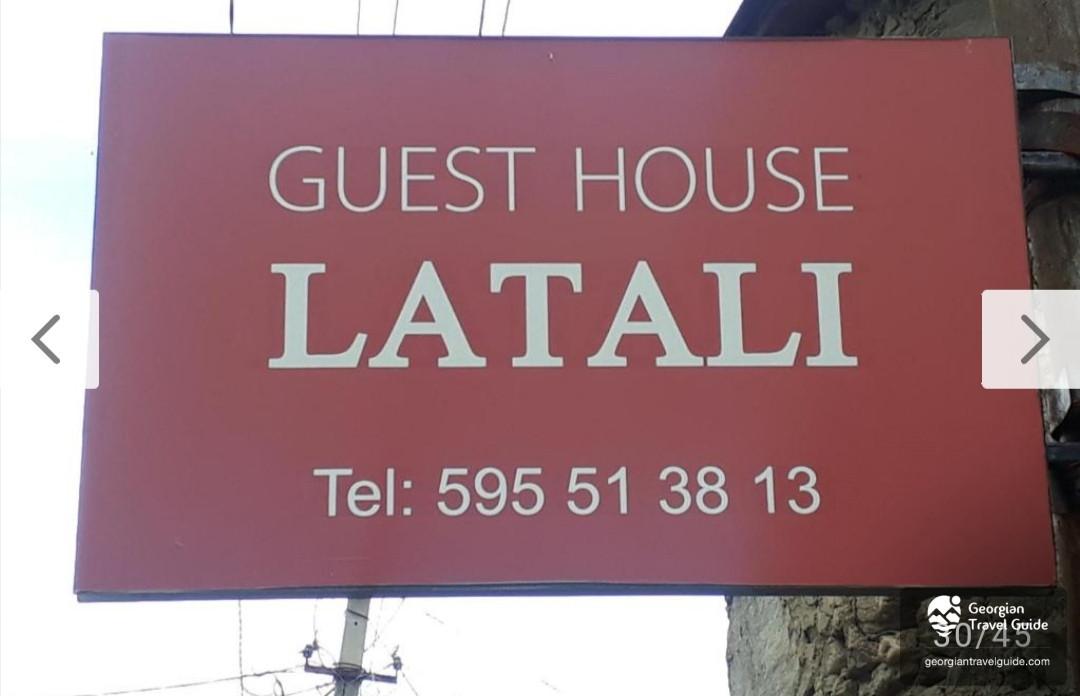 GUEST HOUSE
LATALI
Tel: 595 51 38 13
Georgian
Travel Guide
30/45
georgiantravelguide.com